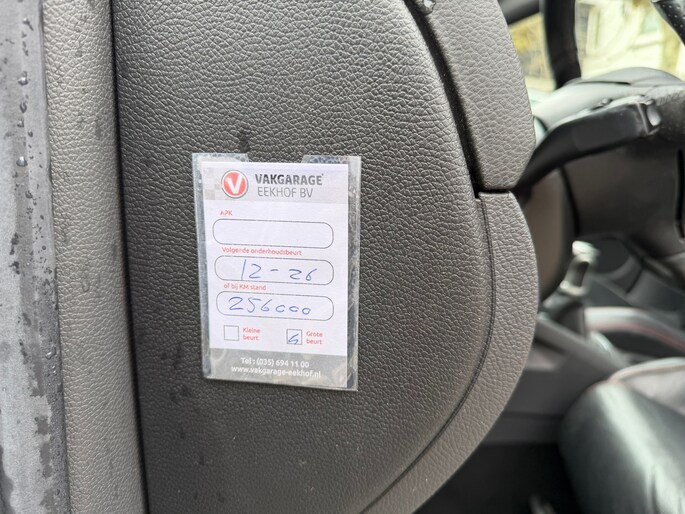 V VAKGARAGE
EEKHOF BV
APK
Volgende onderhoudsbeurt
12-26
of bij KM stand
256000
Kleine beurt
Grote beurt
Tel: (035) 694 11 00
www.vakgarage-eekhof.nl